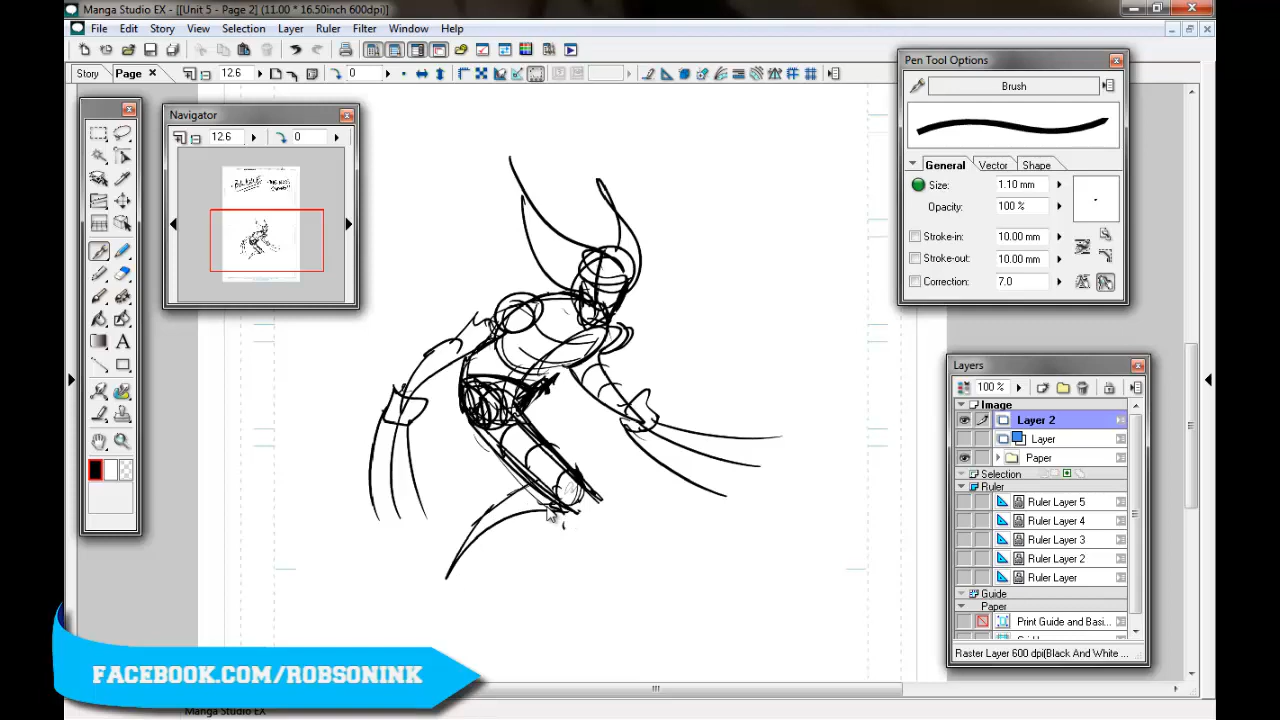 Manga Studio EX - [[Unit 5 - Page 2] (11.00 * 16.50inch 600dpi)]
File Edit Story View Selection Layer Ruler Filter Window Help
Story Page 12.6 0
Navigator
12.6 0
Pen Tool Options
Brush
General Vector Shape
Size: 1.10 mm
Opacity: 100 %
Stroke-in: 10.00 mm
Stroke-out: 10.00 mm
Correction: 7.0
Layers
100 %
Image
Layer 2
Layer
Paper
Selection
Ruler
Ruler Layer 5
Ruler Layer 4
Ruler Layer 3
Ruler Layer 2
Ruler Layer
Guide
Paper
Print Guide and Basi...
Raster Layer 600 dpi(Black And White ...
FACEBOOK.COM/ROBSONINK
Manga Studio EX